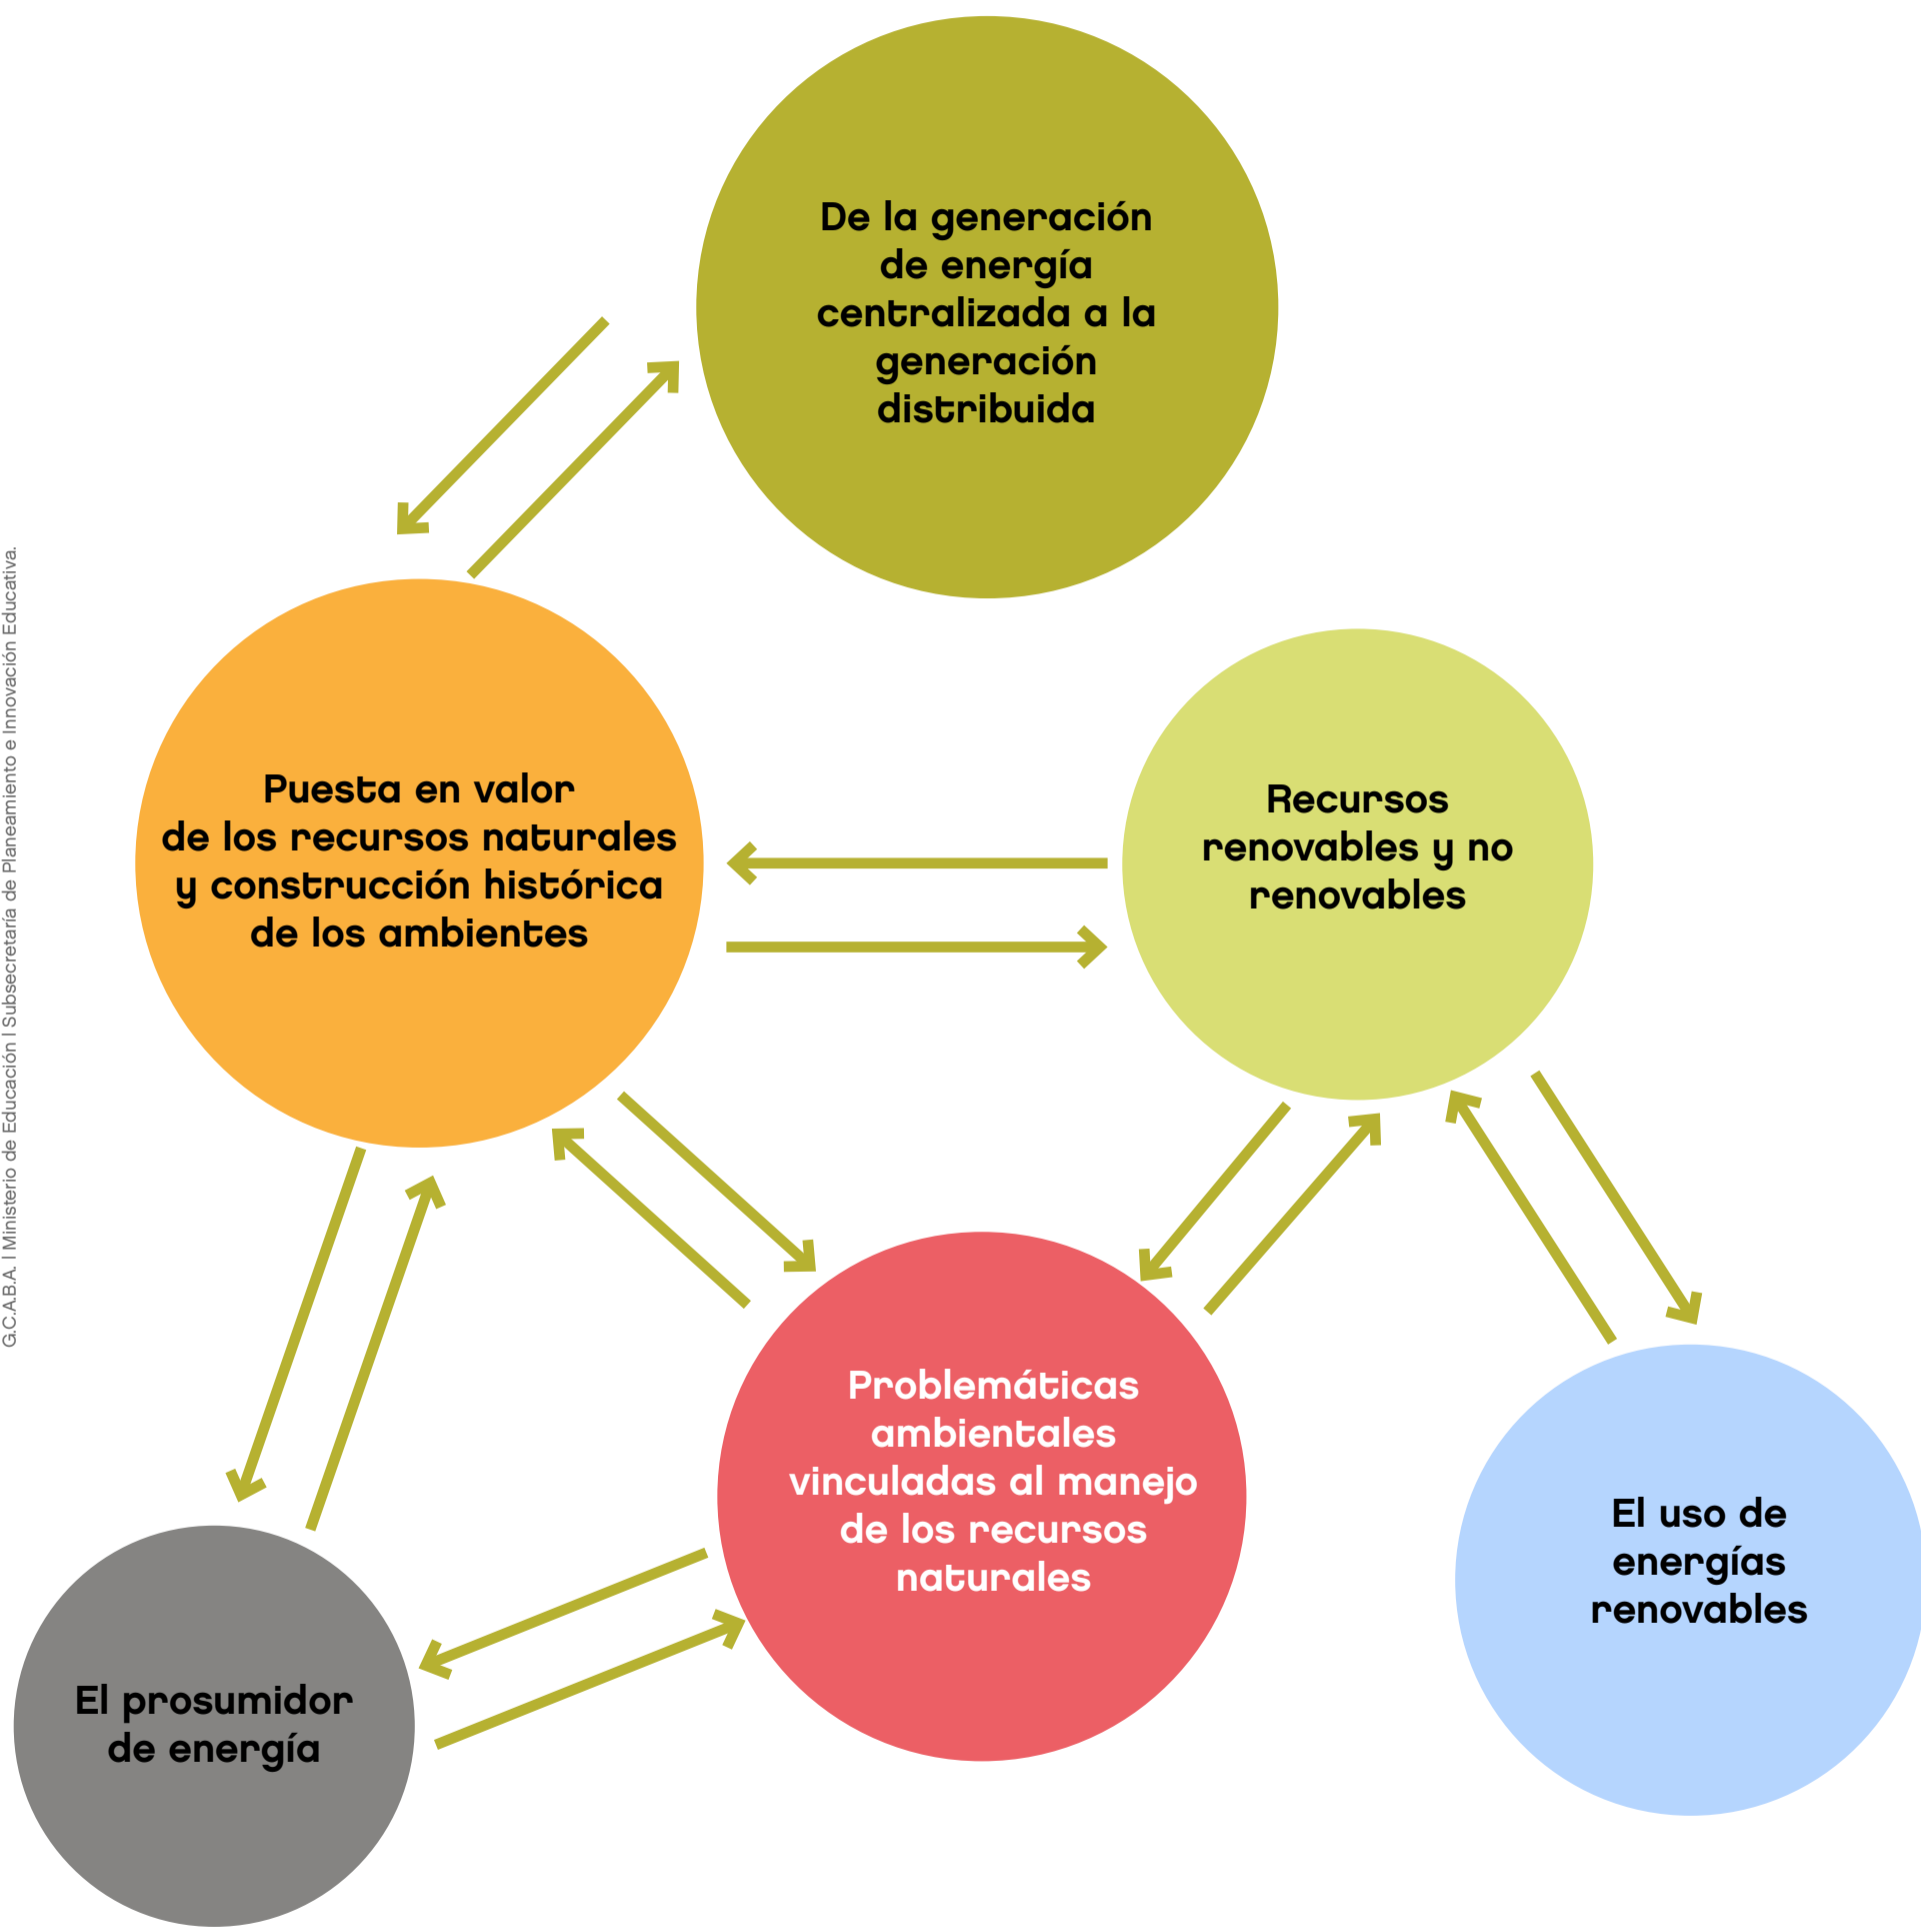 De la generación
de energía
centralizada a la
generación
distribuida
Puesta en valor
de los recursos naturales
y construcción histórica
de los ambientes
Recursos
renovables y no
renovables
Problemáticas
ambientales
vinculadas al manejo
de los recursos
naturales
El uso de
energías
renovables
El prosumidor
de energía
G.C.A.B.A. | Ministerio de Educación | Subsecretaría de Planeamiento e Innovación Educativa.